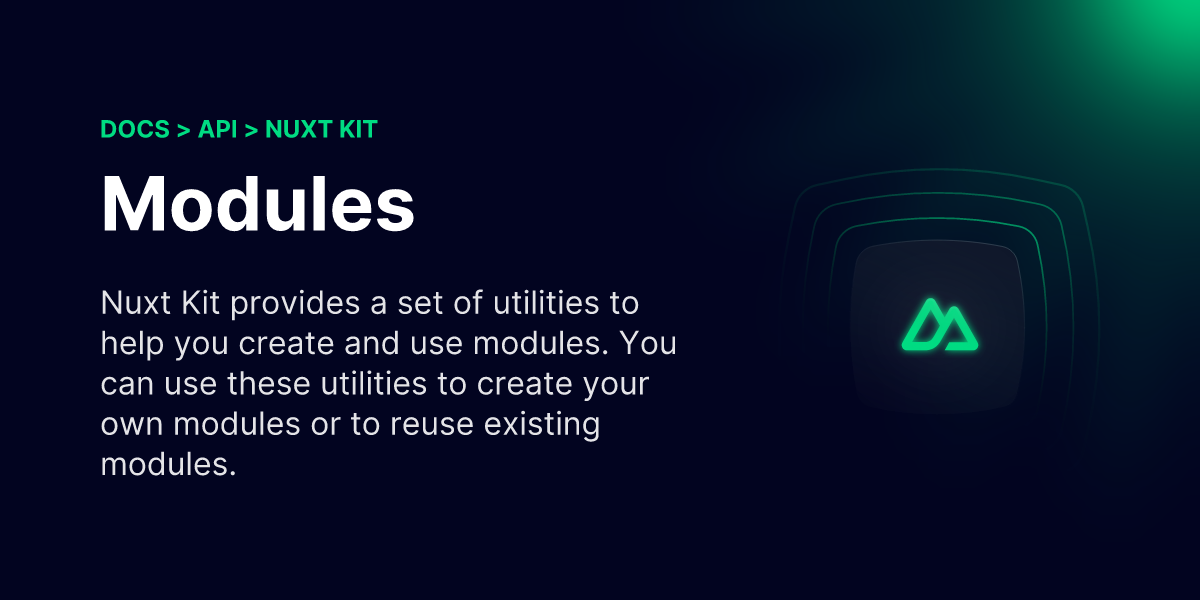 DOCS > API > NUXT KIT
Modules
Nuxt Kit provides a set of utilities to
help you create and use modules. You
can use these utilities to create your
own modules or to reuse existing
modules.